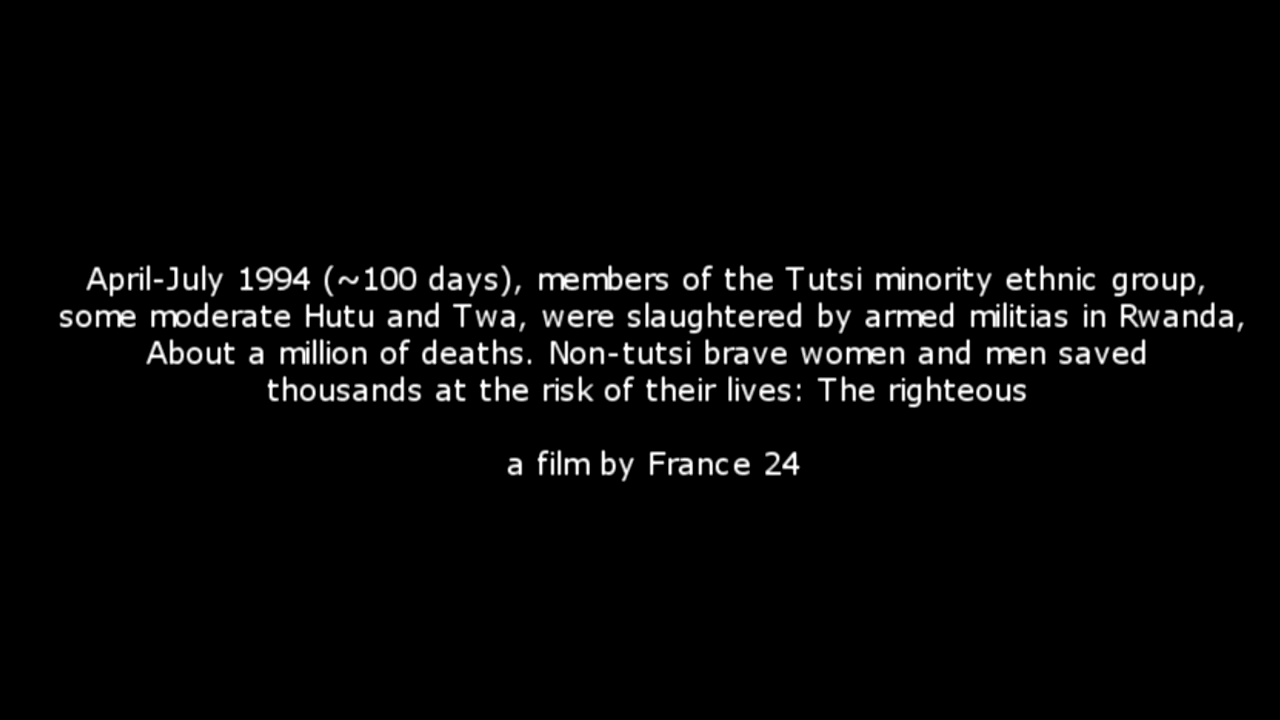 April-July 1994 (~100 days), members of the Tutsi minority ethnic group,
some moderate Hutu and Twa, were slaughtered by armed militias in Rwanda,
About a million of deaths. Non-tutsi brave women and men saved
thousands at the risk of their lives: The righteous
a film by France 24